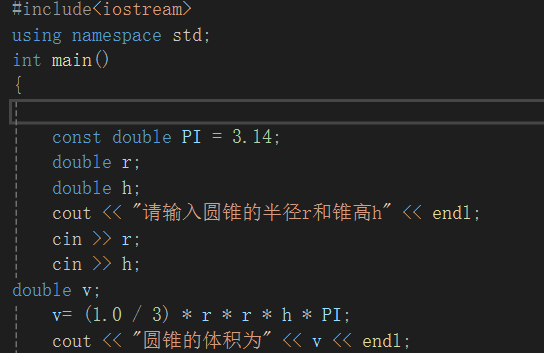 #include<iostream>
using namespace std;
int main()
{
const double PI = 3.14;
double r;
double h;
cout << "请输入圆锥的半径r和锥高h" << endl;
cin >> r;
cin >> h;
double v;
v= (1.0 / 3) * r * r * h * PI;
cout << "圆锥的体积为" << v << endl;